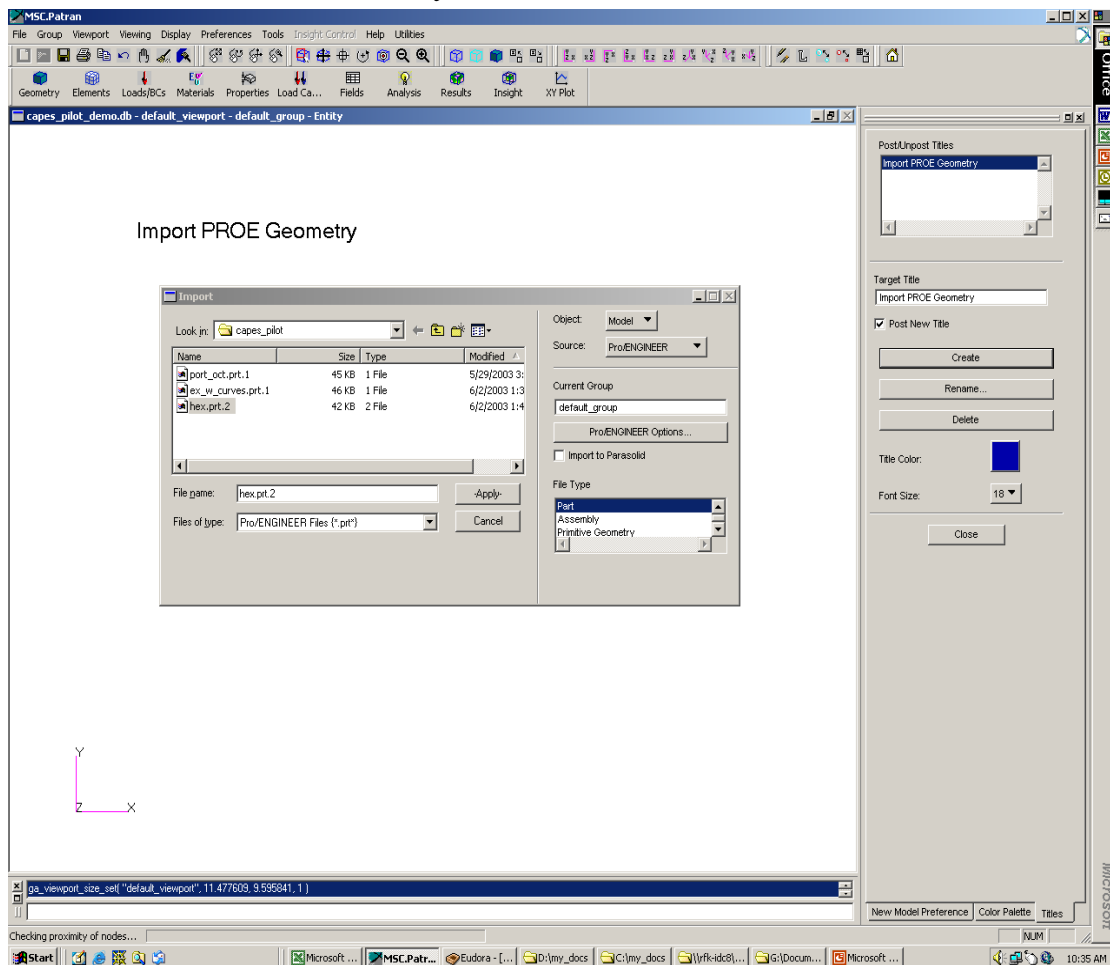 MSC.Patran
File Group Viewport Viewing Display Preferences Tools Insight Control Help Utilities
Geometry Elements Loads/BCs Materials Properties Load Ca... Fields Analysis Results Insight XY Plot
Office
capes_pilot_demo.db - default_viewport - default_group - Entity
Import PROE Geometry
Import
Look in: capes_pilot
Name Size Type Modified
port_oct.prt.1 45 KB 1 File 5/29/2003 3:
ex_w_curves.prt.1 46 KB 1 File 6/2/2003 1:3
hex.prt.2 42 KB 2 File 6/2/2003 1:4
File name: hex.prt.2 -Apply-
Files of type: Pro/ENGINEER Files (*.prt*) Cancel
Object: Model
Source: Pro/ENGINEER
Current Group
default_group
Pro/ENGINEER Options...
Import to Parasolid
File Type
Part
Assembly
Primitive Geometry
Post/Unpost Titles
Import PROE Geometry
Target Title
Import PROE Geometry
Post New Title
Create
Rename...
Delete
Title Color:
Font Size: 18
Close
Y
Z X
ga_viewport_size_set( "default_viewport", 11.477609, 9.595841, 1 )
New Model Preference Color Palette Titles
Microsoft
Checking proximity of nodes... NUM
Start Microsoft ... MSC.Patr... Eudora - [... D:\my_docs C:\my_docs \\rfk-idc8\... G:\Docum... Microsoft ... 10:35 AM